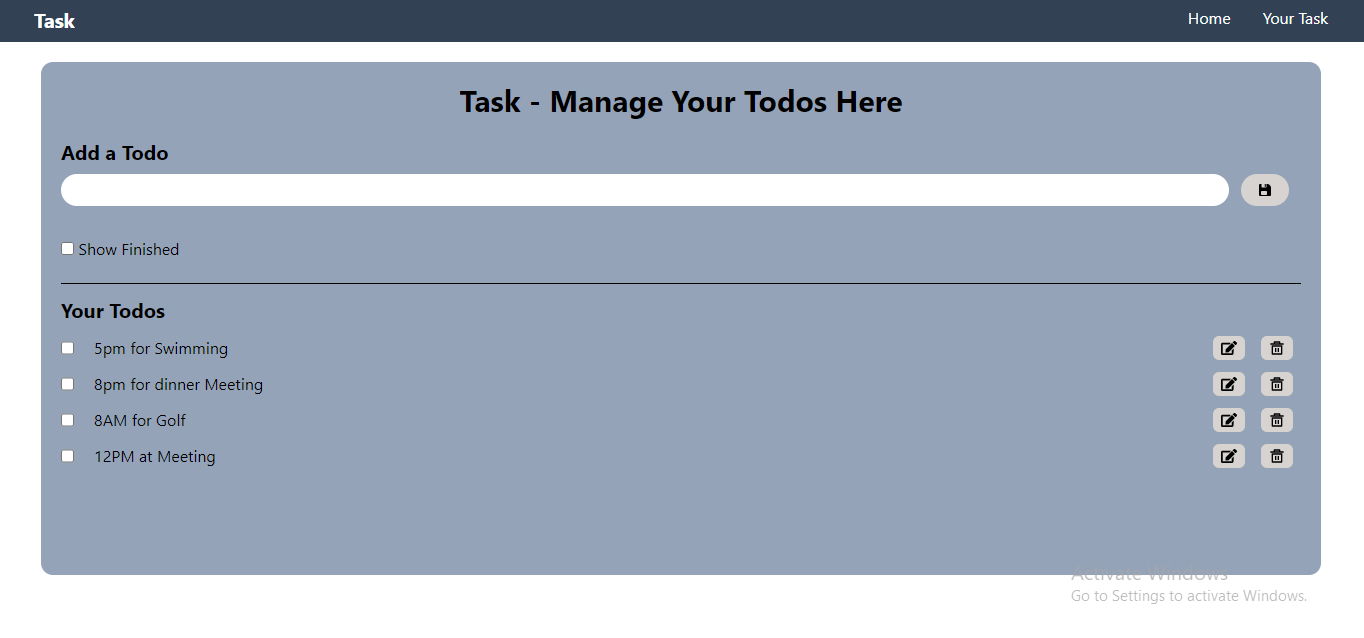 Task
Home
Your Task
Task - Manage Your Todos Here
Add a Todo
Show Finished
Your Todos
5pm for Swimming
8pm for dinner Meeting
8AM for Golf
12PM at Meeting
Activate Windows
Go to Settings to activate Windows.